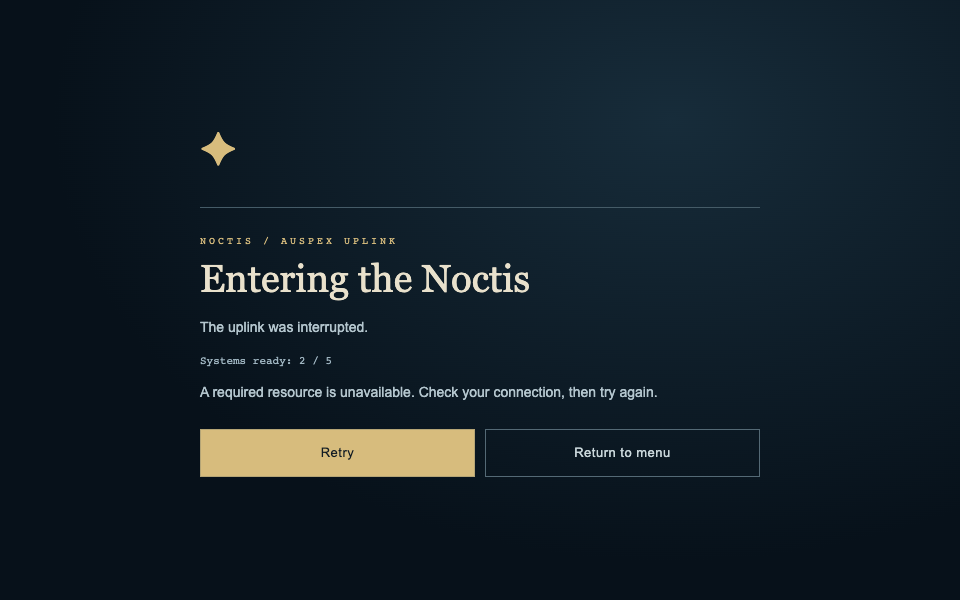 NOCTIS / AUSPEX UPLINK
Entering the Noctis
The uplink was interrupted.
Systems ready: 2 / 5
A required resource is unavailable. Check your connection, then try again.
Retry
Return to menu